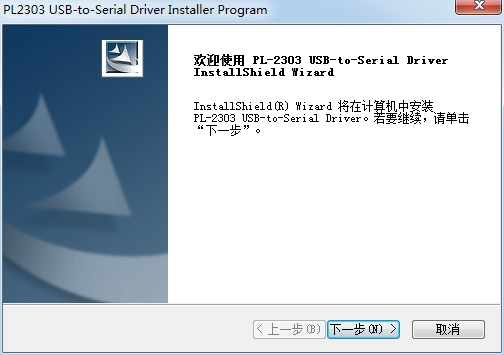 PL2303 USB-to-Serial Driver Installer Program
欢迎使用 PL-2303 USB-to-Serial Driver
InstallShield Wizard
InstallShield(R) Wizard 将在计算机中安装
PL-2303 USB-to-Serial Driver。若要继续，请单击
“下一步”。
< 上一步(B)
下一步(N) >
取消